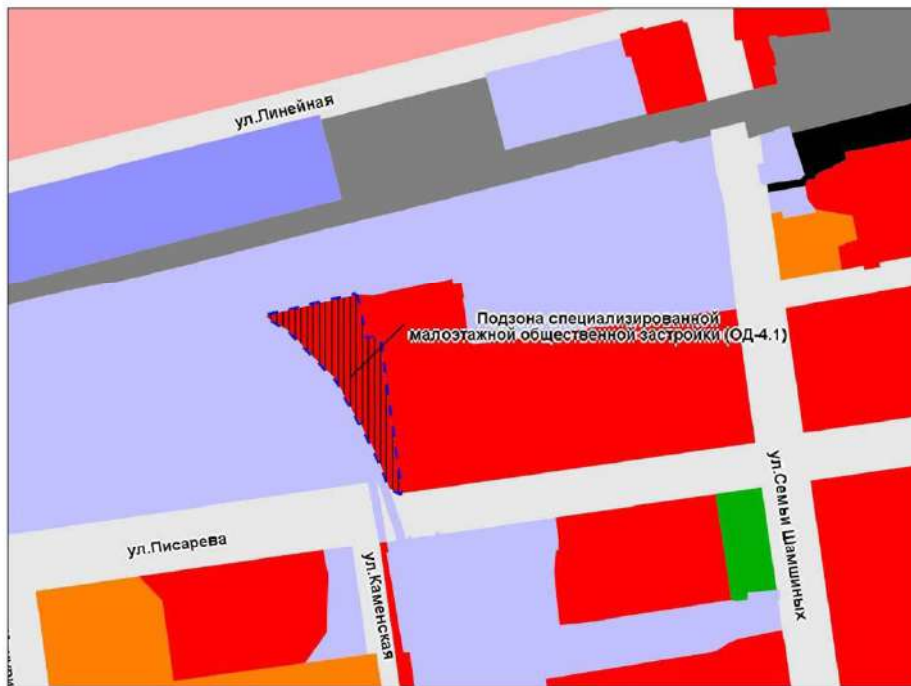 ул.Линейная
Подзона специализированной
малоэтажной общественной застройки (ОД-4.1)
ул.Писарева
ул.Каменская
ул.Семьи Шамшиных